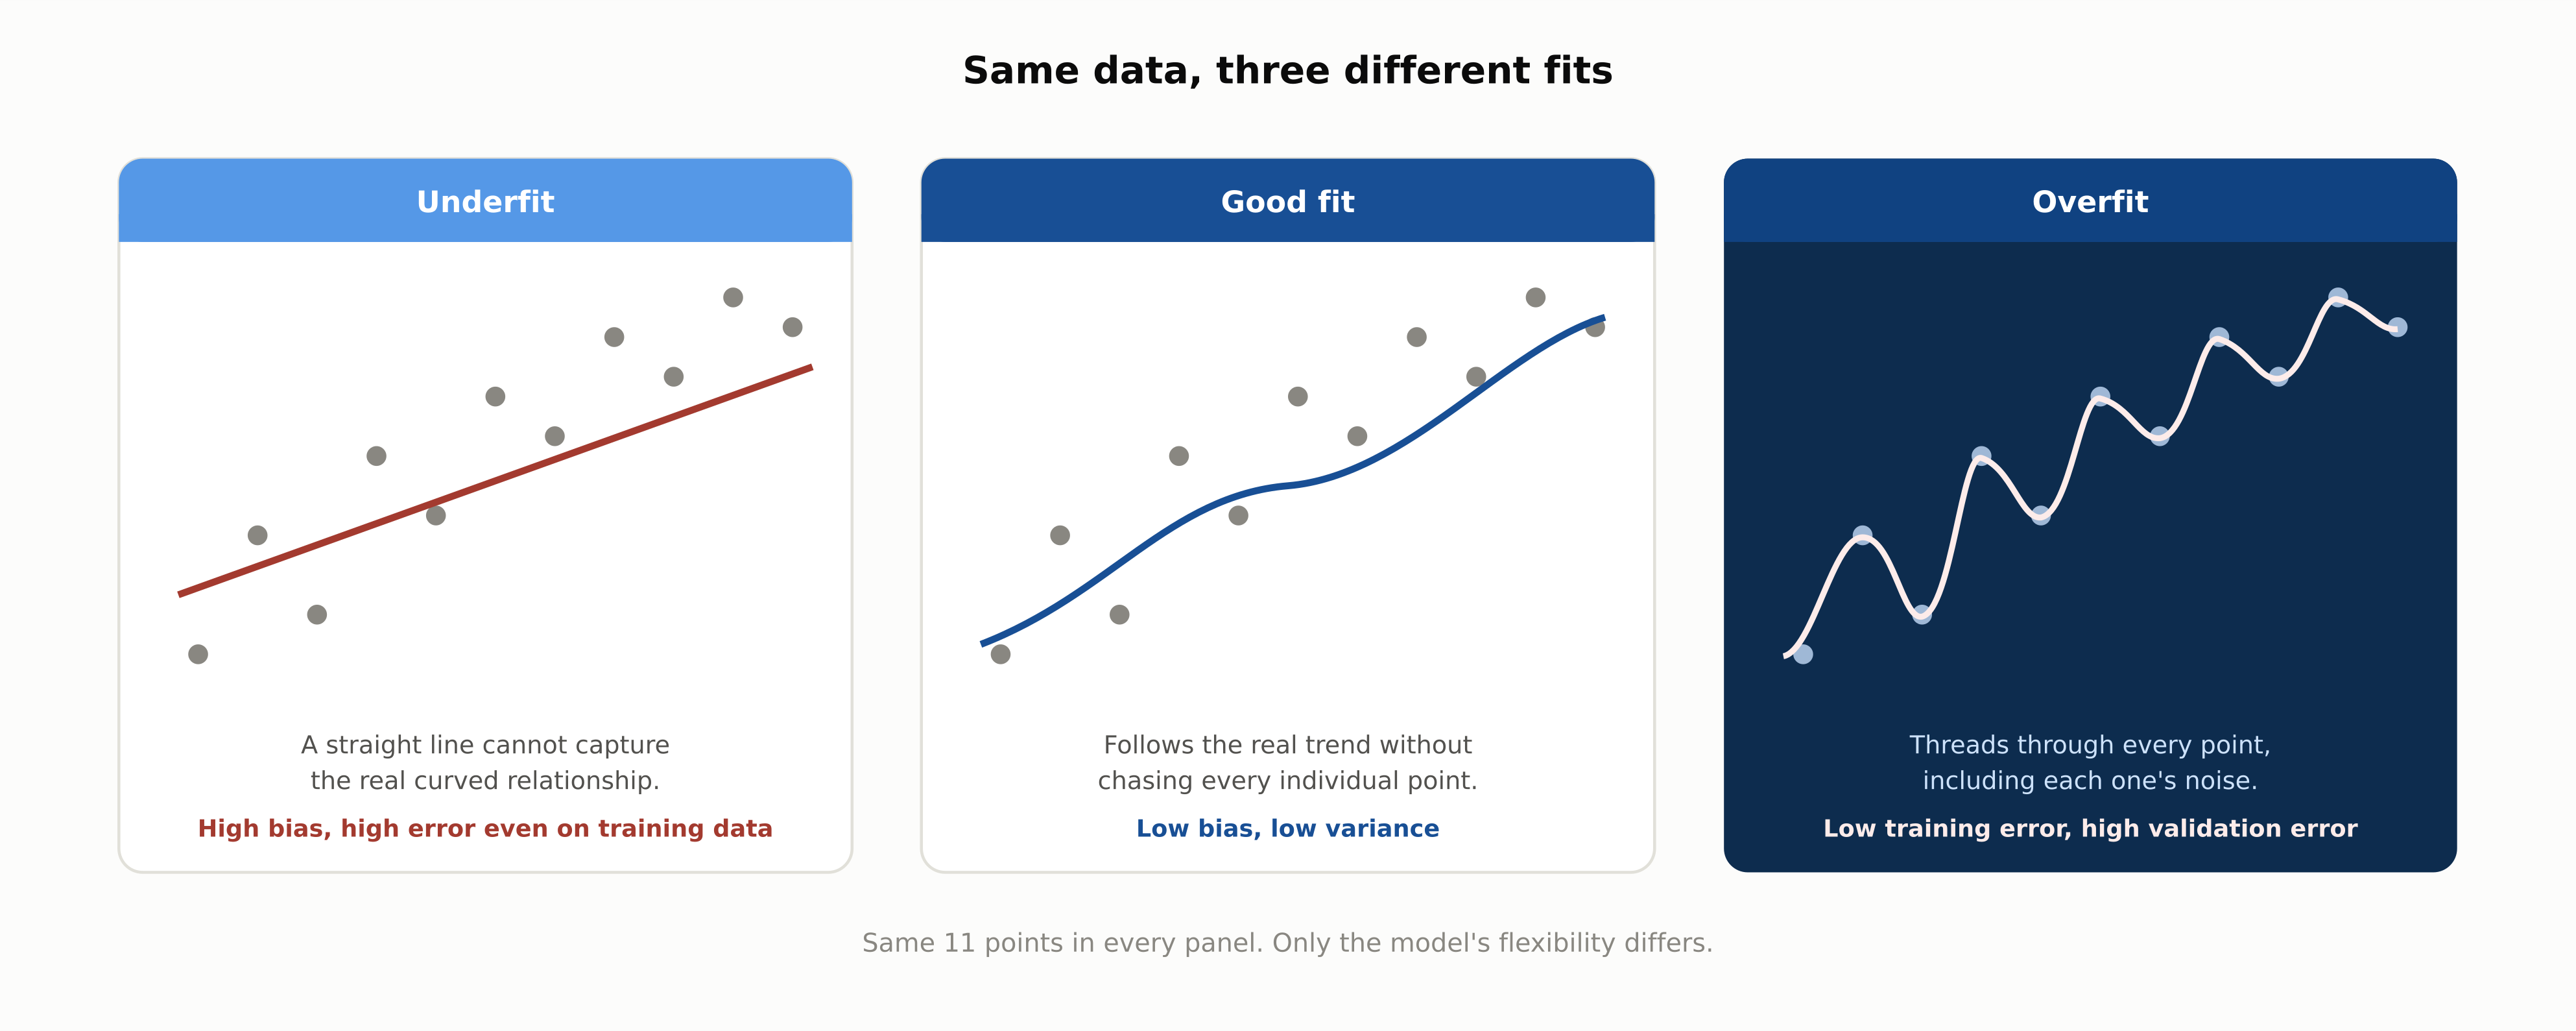 Same data, three different fits
Underfit
A straight line cannot capture
the real curved relationship.
High bias, high error even on training data
Good fit
Follows the real trend without
chasing every individual point.
Low bias, low variance
Overfit
Threads through every point,
including each one's noise.
Low training error, high validation error
Same 11 points in every panel. Only the model's flexibility differs.